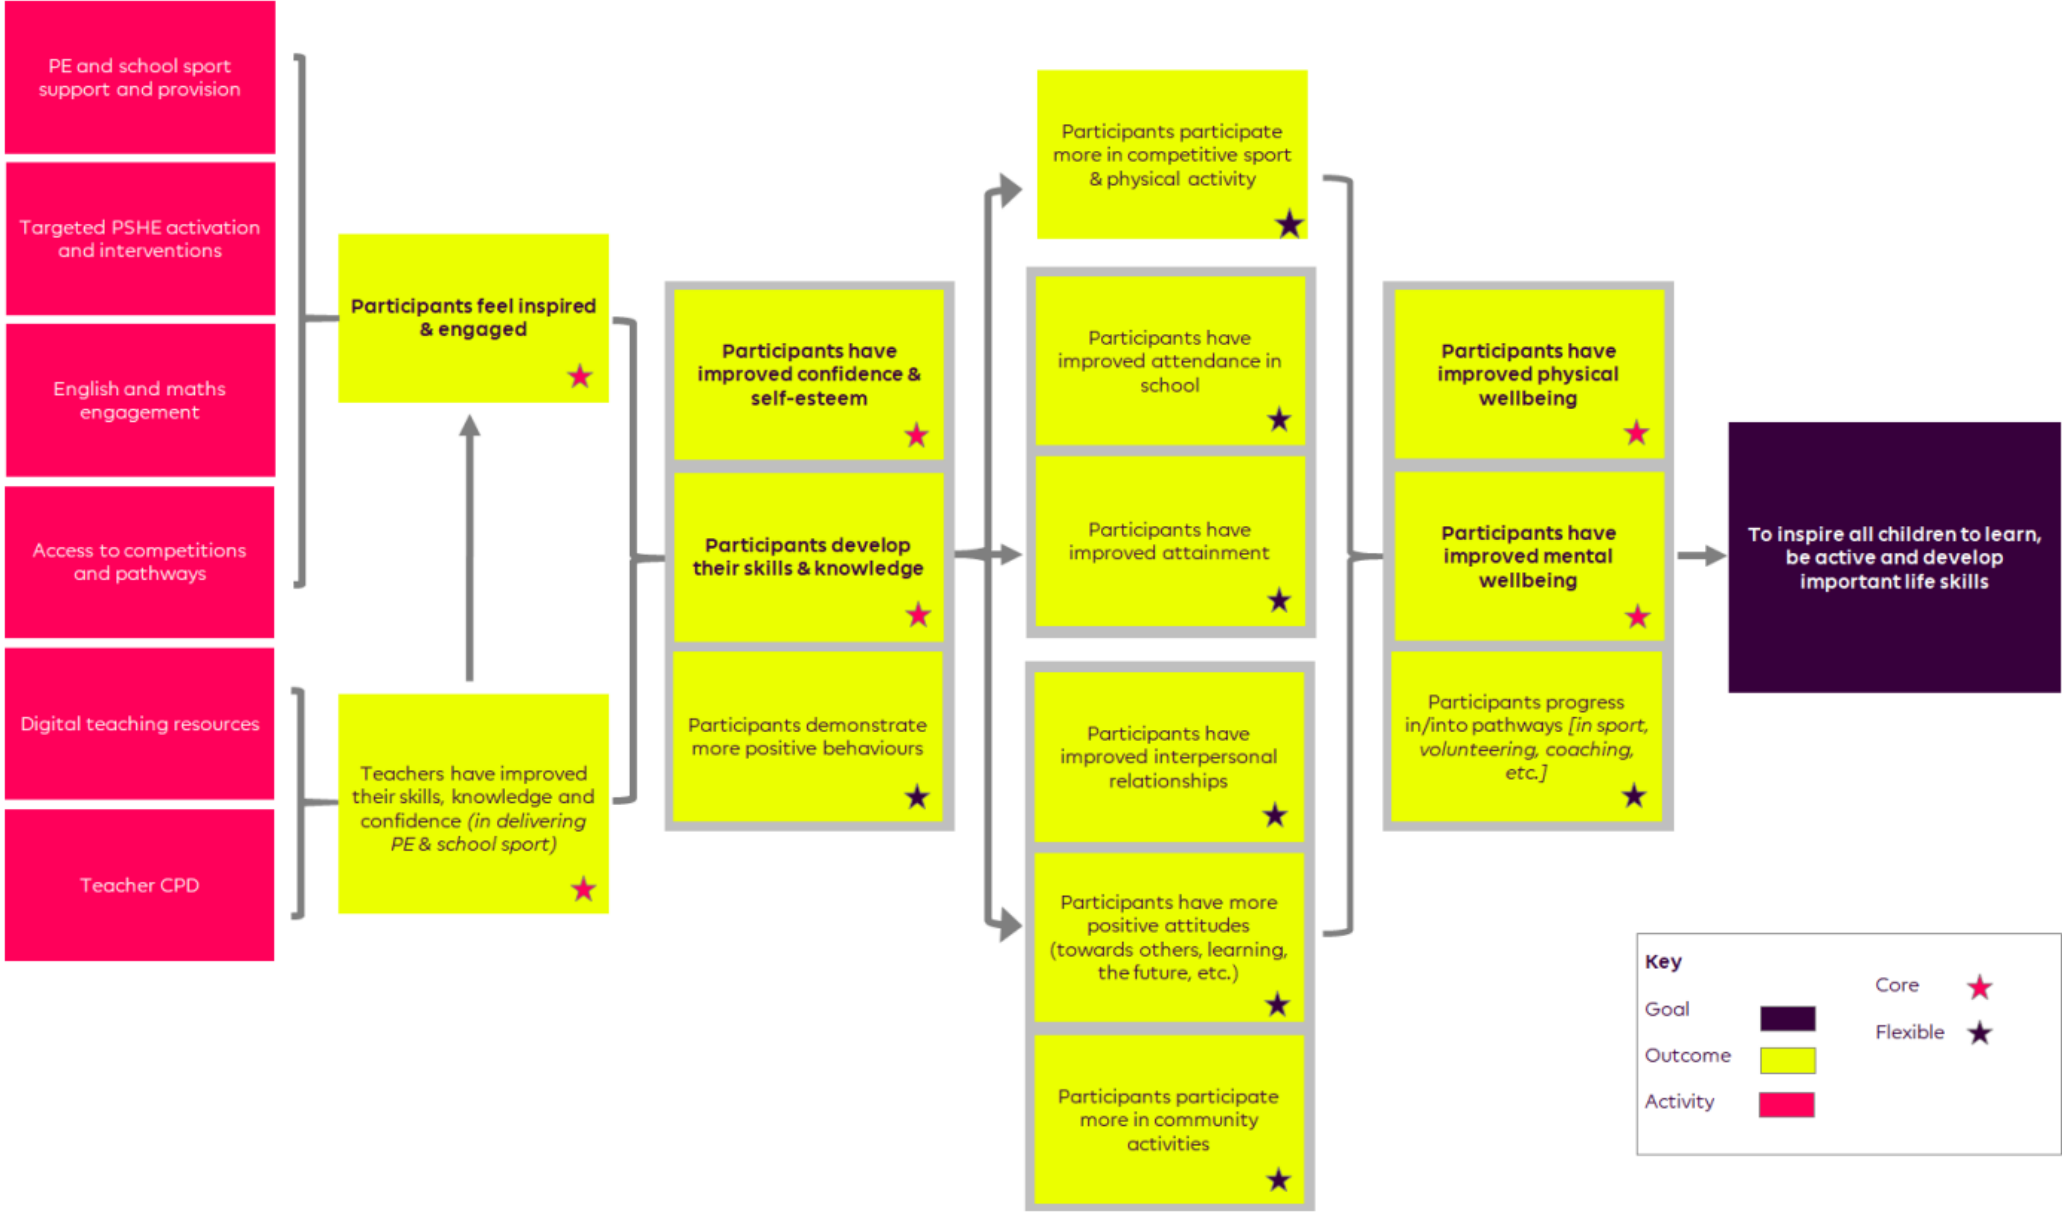 PE and school sport
support and provision
Targeted PSHE activation
and interventions
English and maths
engagement
Access to competitions
and pathways
Digital teaching resources
Teacher CPD
Participants feel inspired
& engaged
Teachers have improved
their skills, knowledge and
confidence (in delivering
PE & school sport)
Participants have
improved confidence &
self-esteem
Participants develop
their skills & knowledge
Participants demonstrate
more positive behaviours
Participants participate
more in competitive sport
& physical activity
Participants have
improved attendance in
school
Participants have
improved attainment
Participants have
improved interpersonal
relationships
Participants have more
positive attitudes
(towards others, learning,
the future, etc.)
Participants participate
more in community
activities
Participants have
improved physical
wellbeing
Participants have
improved mental
wellbeing
Participants progress
in/into pathways [in sport,
volunteering, coaching,
etc.]
To inspire all children to learn,
be active and develop
important life skills
Key
Goal
Outcome
Activity
Core
Flexible